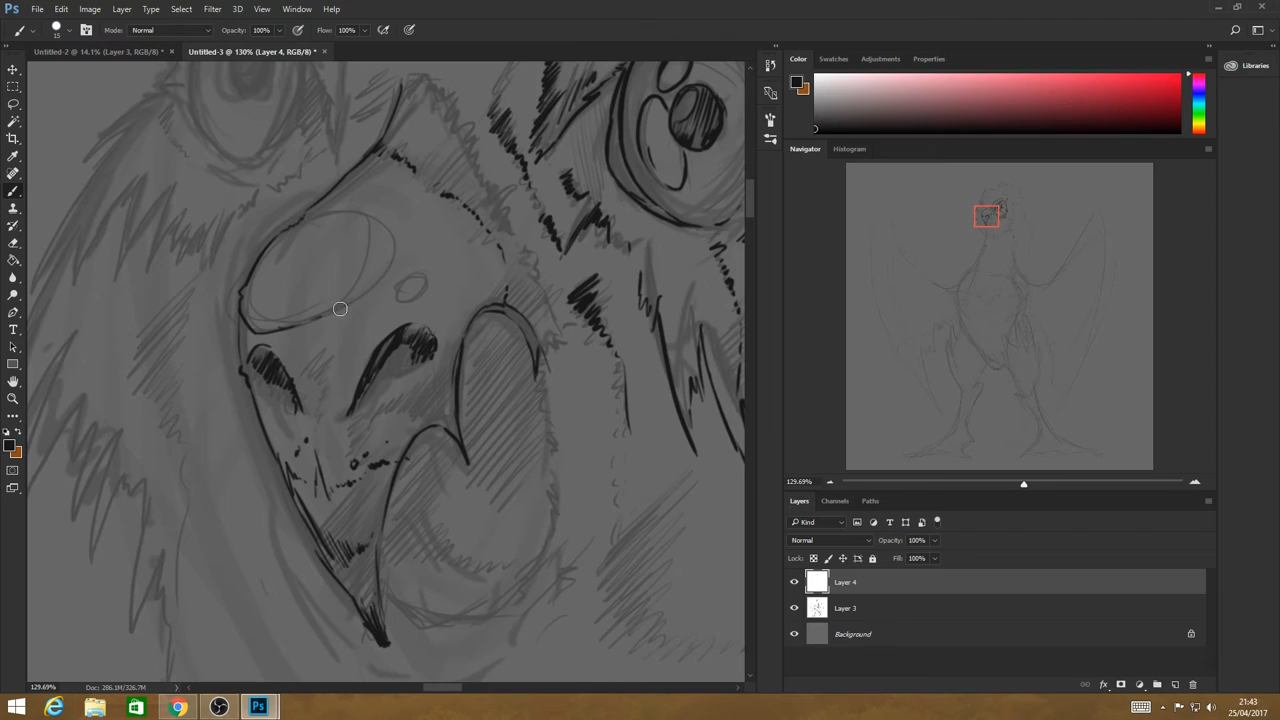 Ps File Edit Image Layer Type Select Filter 3D View Window Help
15 Mode: Normal Opacity: 100% Flow: 100%
Untitled-2 @ 14.1% (Layer 3, RGB/8) * × Untitled-3 @ 130% (Layer 4, RGB/8) * ×
Color Swatches Adjustments Properties
Libraries
Navigator Histogram
129.69%
Layers Channels Paths
Kind
Normal Opacity: 100%
Lock: Fill: 100%
Layer 4
Layer 3
Background
129.69% Doc: 286.1M/326.7M
Ps
21:43
25/04/2017